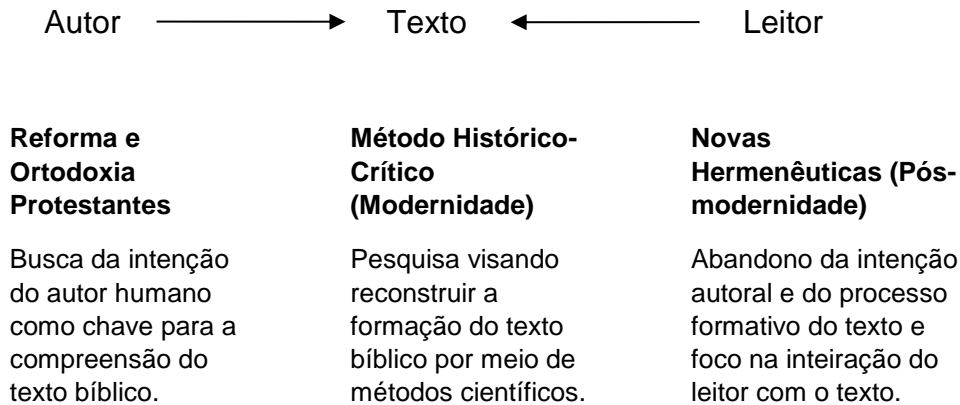 Autor Texto Leitor
Reforma e
Ortodoxia
Protestantes
Busca da intenção
do autor humano
como chave para a
compreensão do
texto bíblico.
Método Histórico-
Crítico
(Modernidade)
Pesquisa visando
reconstruir a
formação do texto
bíblico por meio de
métodos científicos.
Novas
Hermenêuticas (Pós-
modernidade)
Abandono da intenção
autoral e do processo
formativo do texto e
foco na inteiração do
leitor com o texto.